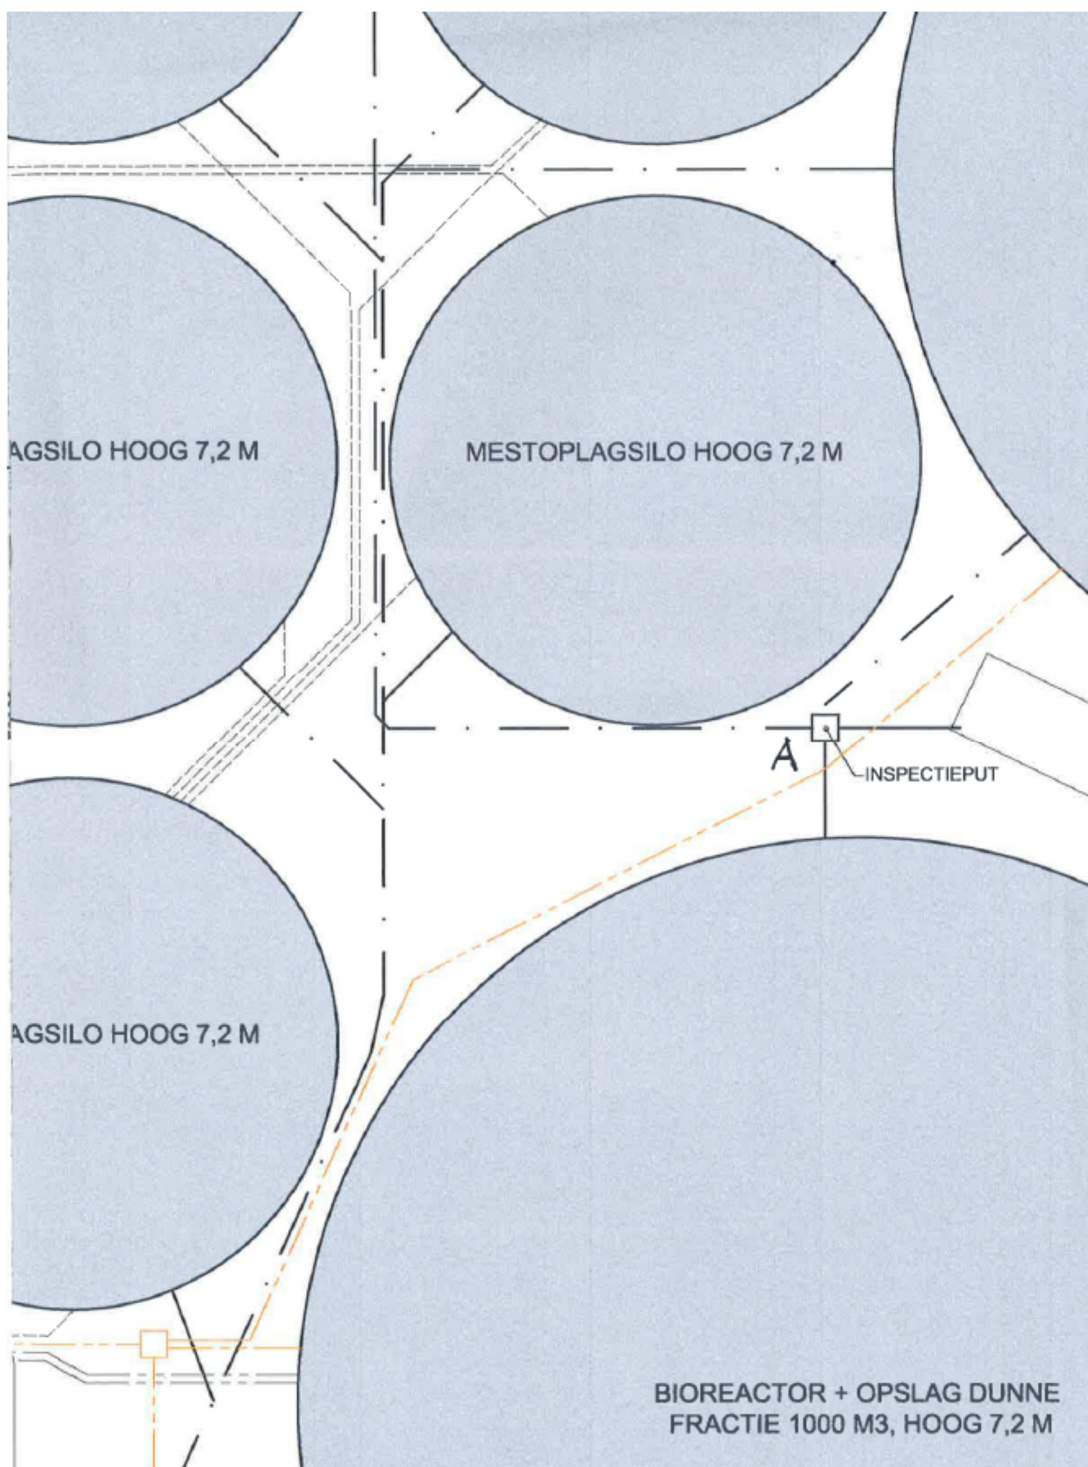 AGSILO HOOG 7,2 M
MESTOPLAGSILO HOOG 7,2 M
A
INSPECTIEPUT
AGSILO HOOG 7,2 M
BIOREACTOR + OPSLAG DUNNE
FRACTIE 1000 M3, HOOG 7,2 M